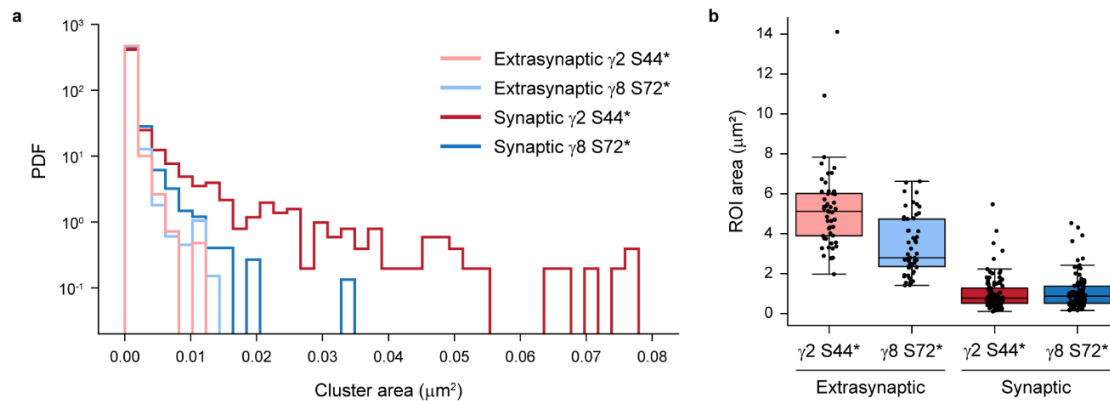 a
PDF
10³
10²
10¹
10⁰
10⁻¹
0.00 0.01 0.02 0.03 0.04 0.05 0.06 0.07 0.08
Cluster area (μm²)
Extrasynaptic γ2 S44*
Extrasynaptic γ8 S72*
Synaptic γ2 S44*
Synaptic γ8 S72*
b
ROI area (μm²)
14
12
10
8
6
4
2
0
γ2 S44* γ8 S72* γ2 S44* γ8 S72*
Extrasynaptic Synaptic